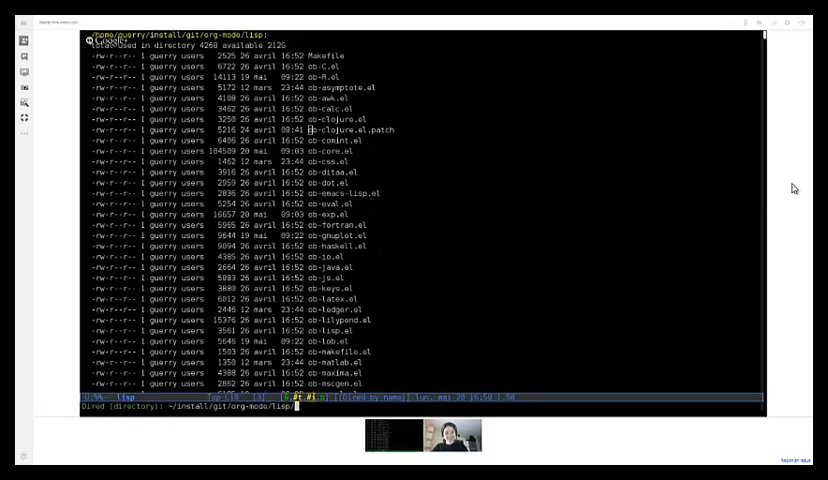 /home/guerry/install/git/org-mode/lisp:
total used in directory 4268 available 212G
Google+
-rw-r--r-- 1 guerry users 2525 26 avril 16:52 Makefile
-rw-r--r-- 1 guerry users 6722 26 avril 16:52 ob-C.el
-rw-r--r-- 1 guerry users 14113 19 mai 09:22 ob-R.el
-rw-r--r-- 1 guerry users 5172 12 mars 23:44 ob-asymptote.el
-rw-r--r-- 1 guerry users 4108 26 avril 16:52 ob-awk.el
-rw-r--r-- 1 guerry users 3462 26 avril 16:52 ob-calc.el
-rw-r--r-- 1 guerry users 3250 26 avril 16:52 ob-clojure.el
-rw-r--r-- 1 guerry users 5216 24 avril 08:41 ob-clojure.el.patch
-rw-r--r-- 1 guerry users 6406 26 avril 16:52 ob-comint.el
-rw-r--r-- 1 guerry users 104509 20 mai 09:03 ob-core.el
-rw-r--r-- 1 guerry users 1462 12 mars 23:44 ob-css.el
-rw-r--r-- 1 guerry users 3916 26 avril 16:52 ob-ditaa.el
-rw-r--r-- 1 guerry users 2959 26 avril 16:52 ob-dot.el
-rw-r--r-- 1 guerry users 2836 26 avril 16:52 ob-emacs-lisp.el
-rw-r--r-- 1 guerry users 5254 26 avril 16:52 ob-eval.el
-rw-r--r-- 1 guerry users 16657 20 mai 09:03 ob-exp.el
-rw-r--r-- 1 guerry users 5965 26 avril 16:52 ob-fortran.el
-rw-r--r-- 1 guerry users 9644 19 mai 09:22 ob-gnuplot.el
-rw-r--r-- 1 guerry users 9094 26 avril 16:52 ob-haskell.el
-rw-r--r-- 1 guerry users 4385 26 avril 16:52 ob-io.el
-rw-r--r-- 1 guerry users 2664 26 avril 16:52 ob-java.el
-rw-r--r-- 1 guerry users 5883 26 avril 16:52 ob-js.el
-rw-r--r-- 1 guerry users 3880 26 avril 16:52 ob-keys.el
-rw-r--r-- 1 guerry users 6012 26 avril 16:52 ob-latex.el
-rw-r--r-- 1 guerry users 2446 12 mars 23:44 ob-ledger.el
-rw-r--r-- 1 guerry users 15376 26 avril 16:52 ob-lilypond.el
-rw-r--r-- 1 guerry users 3561 26 avril 16:52 ob-lisp.el
-rw-r--r-- 1 guerry users 5646 19 mai 09:22 ob-lob.el
-rw-r--r-- 1 guerry users 1503 26 avril 16:52 ob-makefile.el
-rw-r--r-- 1 guerry users 1350 12 mars 23:44 ob-matlab.el
-rw-r--r-- 1 guerry users 4388 26 avril 16:52 ob-maxima.el
-rw-r--r-- 1 guerry users 2862 26 avril 16:52 ob-mscgen.el
U:%%- lisp Top L10 [3] [Dired by name] lun. mai 20 16:50 1.50
Dired (directory): ~/install/git/org-mode/lisp/
Report an issue